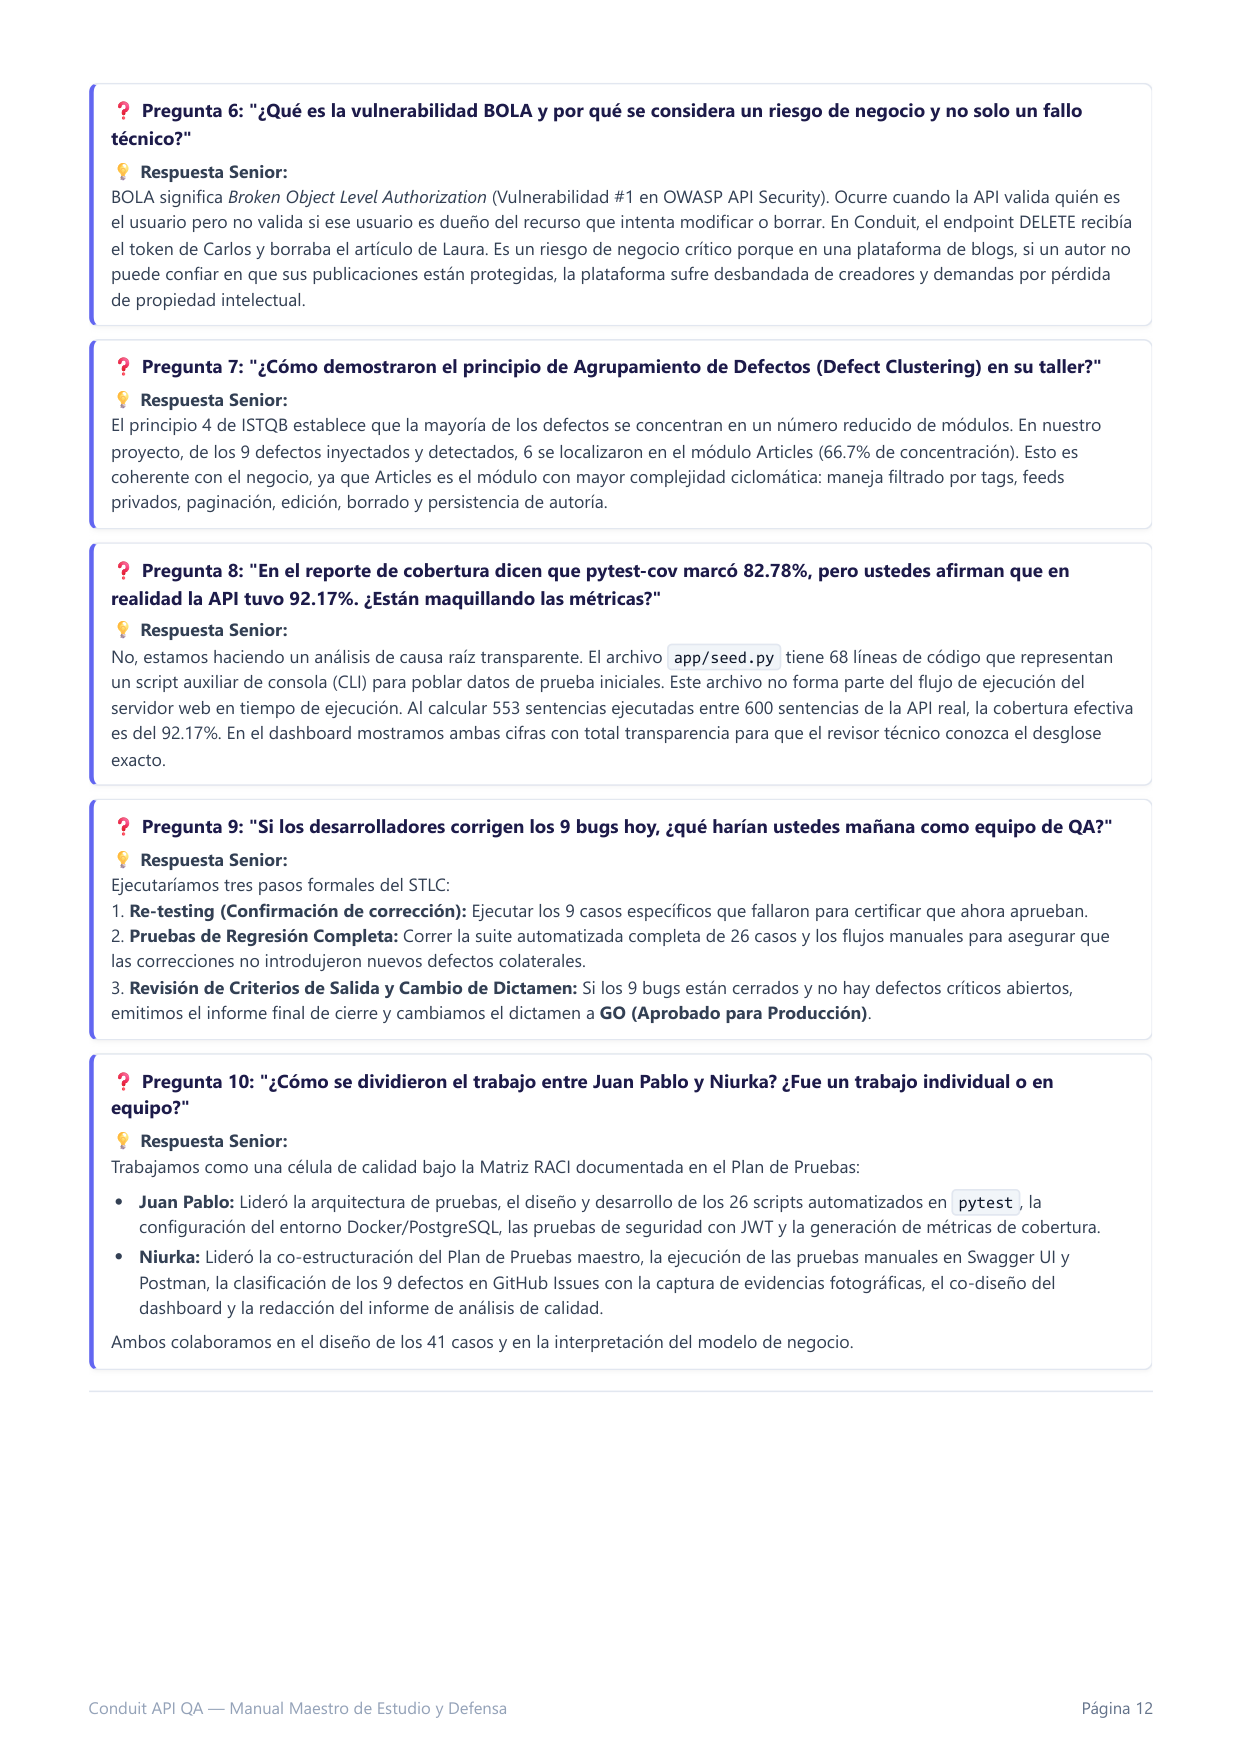 ❓ Pregunta 6: "¿Qué es la vulnerabilidad BOLA y por qué se considera un riesgo de negocio y no solo un fallo
técnico?"
💡 Respuesta Senior:
BOLA significa Broken Object Level Authorization (Vulnerabilidad #1 en OWASP API Security). Ocurre cuando la API valida quién es
el usuario pero no valida si ese usuario es dueño del recurso que intenta modificar o borrar. En Conduit, el endpoint DELETE recibía
el token de Carlos y borraba el artículo de Laura. Es un riesgo de negocio crítico porque en una plataforma de blogs, si un autor no
puede confiar en que sus publicaciones están protegidas, la plataforma sufre desbandada de creadores y demandas por pérdida
de propiedad intelectual.
❓ Pregunta 7: "¿Cómo demostraron el principio de Agrupamiento de Defectos (Defect Clustering) en su taller?"
💡 Respuesta Senior:
El principio 4 de ISTQB establece que la mayoría de los defectos se concentran en un número reducido de módulos. En nuestro
proyecto, de los 9 defectos inyectados y detectados, 6 se localizaron en el módulo Articles (66.7% de concentración). Esto es
coherente con el negocio, ya que Articles es el módulo con mayor complejidad ciclomática: maneja filtrado por tags, feeds
privados, paginación, edición, borrado y persistencia de autoría.
❓ Pregunta 8: "En el reporte de cobertura dicen que pytest-cov marcó 82.78%, pero ustedes afirman que en
realidad la API tuvo 92.17%. ¿Están maquillando las métricas?"
💡 Respuesta Senior:
No, estamos haciendo un análisis de causa raíz transparente. El archivo app/seed.py tiene 68 líneas de código que representan
un script auxiliar de consola (CLI) para poblar datos de prueba iniciales. Este archivo no forma parte del flujo de ejecución del
servidor web en tiempo de ejecución. Al calcular 553 sentencias ejecutadas entre 600 sentencias de la API real, la cobertura efectiva
es del 92.17%. En el dashboard mostramos ambas cifras con total transparencia para que el revisor técnico conozca el desglose
exacto.
❓ Pregunta 9: "Si los desarrolladores corrigen los 9 bugs hoy, ¿qué harían ustedes mañana como equipo de QA?"
💡 Respuesta Senior:
Ejecutaríamos tres pasos formales del STLC:
1. Re-testing (Confirmación de corrección): Ejecutar los 9 casos específicos que fallaron para certificar que ahora aprueban.
2. Pruebas de Regresión Completa: Correr la suite automatizada completa de 26 casos y los flujos manuales para asegurar que
las correcciones no introdujeron nuevos defectos colaterales.
3. Revisión de Criterios de Salida y Cambio de Dictamen: Si los 9 bugs están cerrados y no hay defectos críticos abiertos,
emitimos el informe final de cierre y cambiamos el dictamen a GO (Aprobado para Producción).
❓ Pregunta 10: "¿Cómo se dividieron el trabajo entre Juan Pablo y Niurka? ¿Fue un trabajo individual o en
equipo?"
💡 Respuesta Senior:
Trabajamos como una célula de calidad bajo la Matriz RACI documentada en el Plan de Pruebas:
• Juan Pablo: Lideró la arquitectura de pruebas, el diseño y desarrollo de los 26 scripts automatizados en pytest, la
configuración del entorno Docker/PostgreSQL, las pruebas de seguridad con JWT y la generación de métricas de cobertura.
• Niurka: Lideró la co-estructuración del Plan de Pruebas maestro, la ejecución de las pruebas manuales en Swagger UI y
Postman, la clasificación de los 9 defectos en GitHub Issues con la captura de evidencias fotográficas, el co-diseño del
dashboard y la redacción del informe de análisis de calidad.
Ambos colaboramos en el diseño de los 41 casos y en la interpretación del modelo de negocio.
Conduit API QA — Manual Maestro de Estudio y Defensa
Página 12